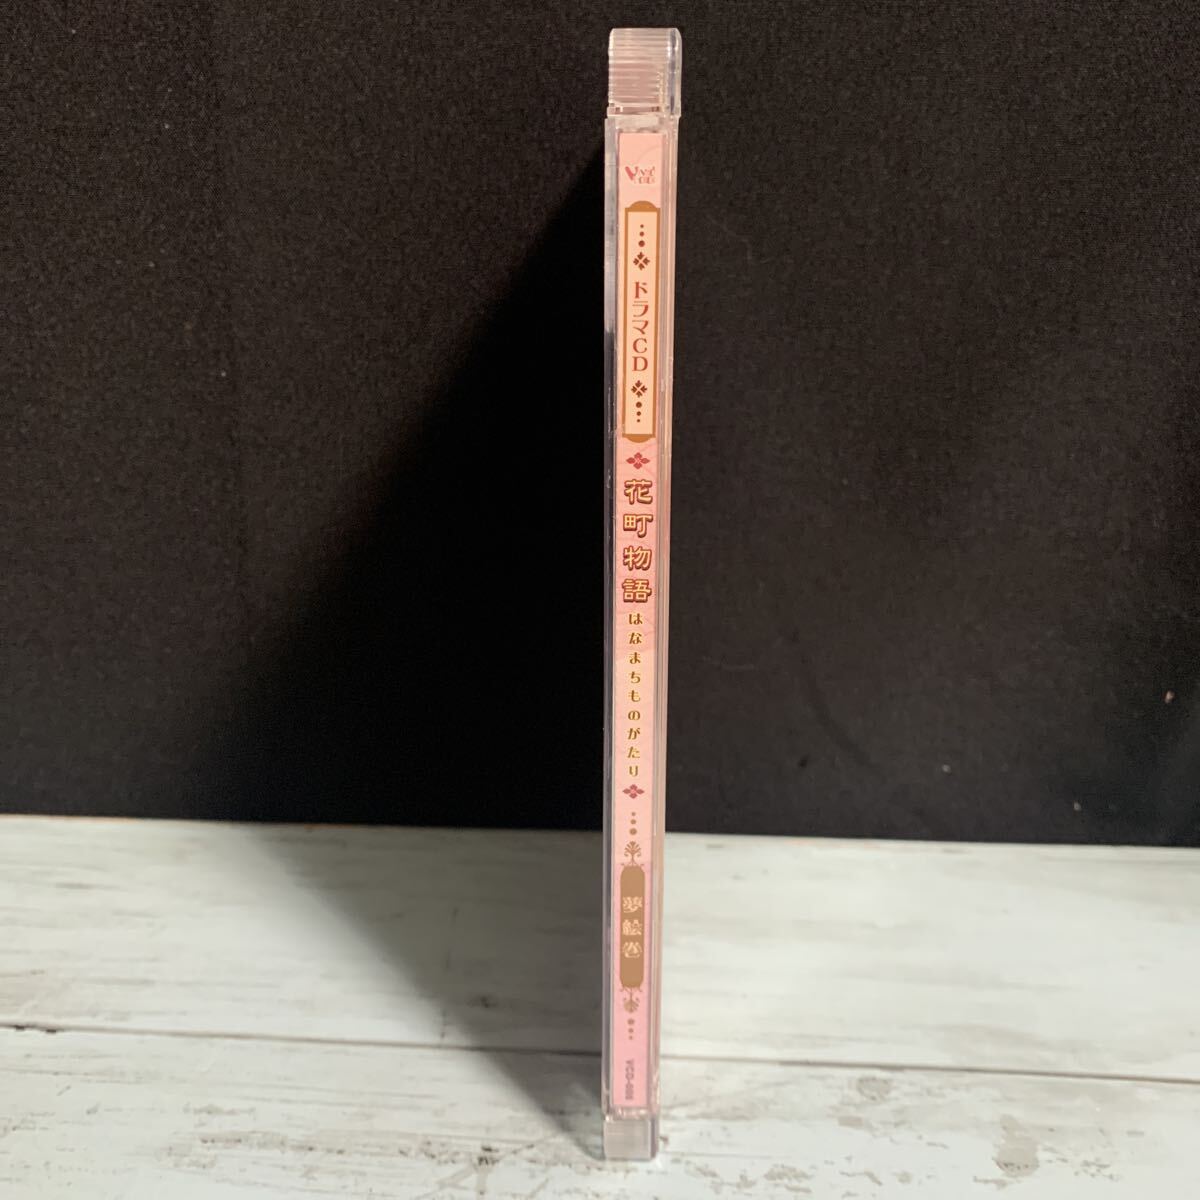 ドラマCD
花町物語
はなまちものがたり
夢絵巻